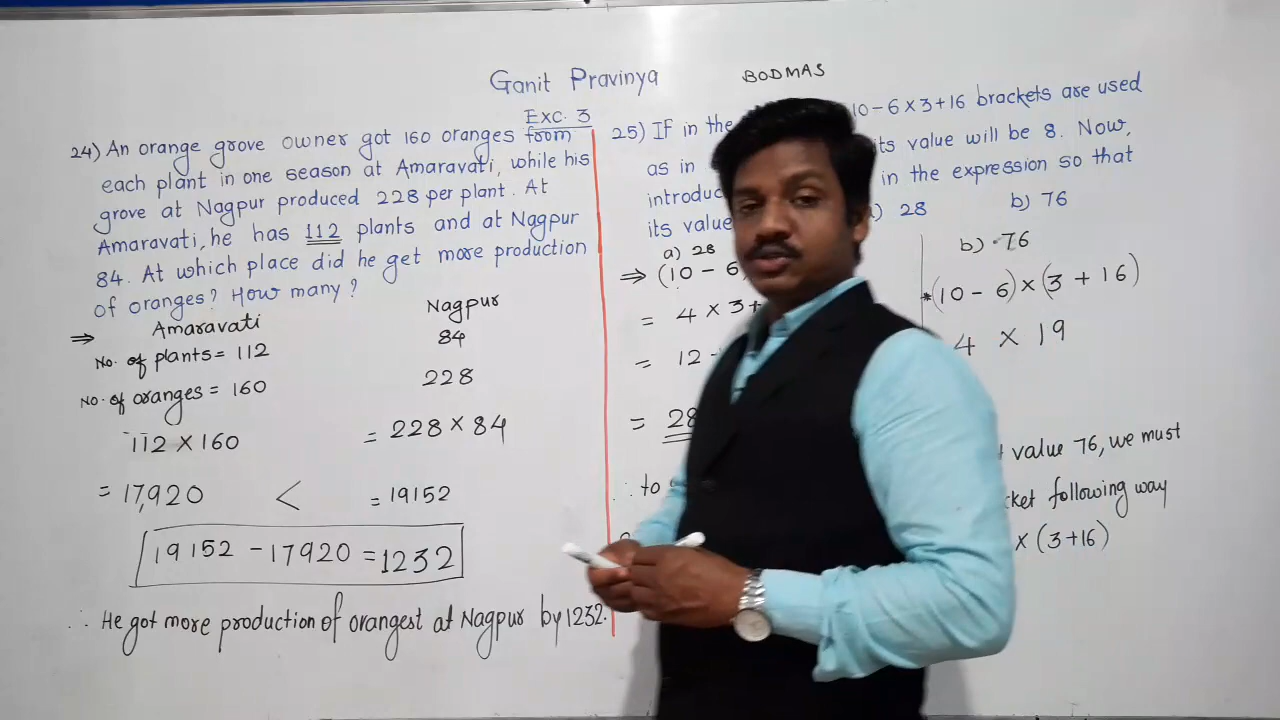 Ganit Pravinya
BODMAS
Exc. 3
24) An orange grove owner got 160 oranges from
each plant in one season at Amaravati, while his
grove at Nagpur produced 228 per plant. At
Amaravati, he has 112 plants and at Nagpur
84. At which place did he get more production
of oranges? How many?
⇒ Amaravati Nagpur
No. of plants = 112 84
No. of oranges = 160 228
112 × 160 = 228 × 84
= 17,920 < = 19152
19152 - 17920 = 1232
∴ He got more production of orangest at Nagpur by 1232.
25) If in the 10 - 6 × 3 + 16 brackets are used
as in its value will be 8. Now,
in the expression so that
its value a) 28 b) 76
a) 28
⇒ (10 - 6
= 4 × 3 +
= 12
= 28
∴ to
b) 76
(10 - 6) × (3 + 16)
4 × 19
value 76, we must
following way
× (3+16)